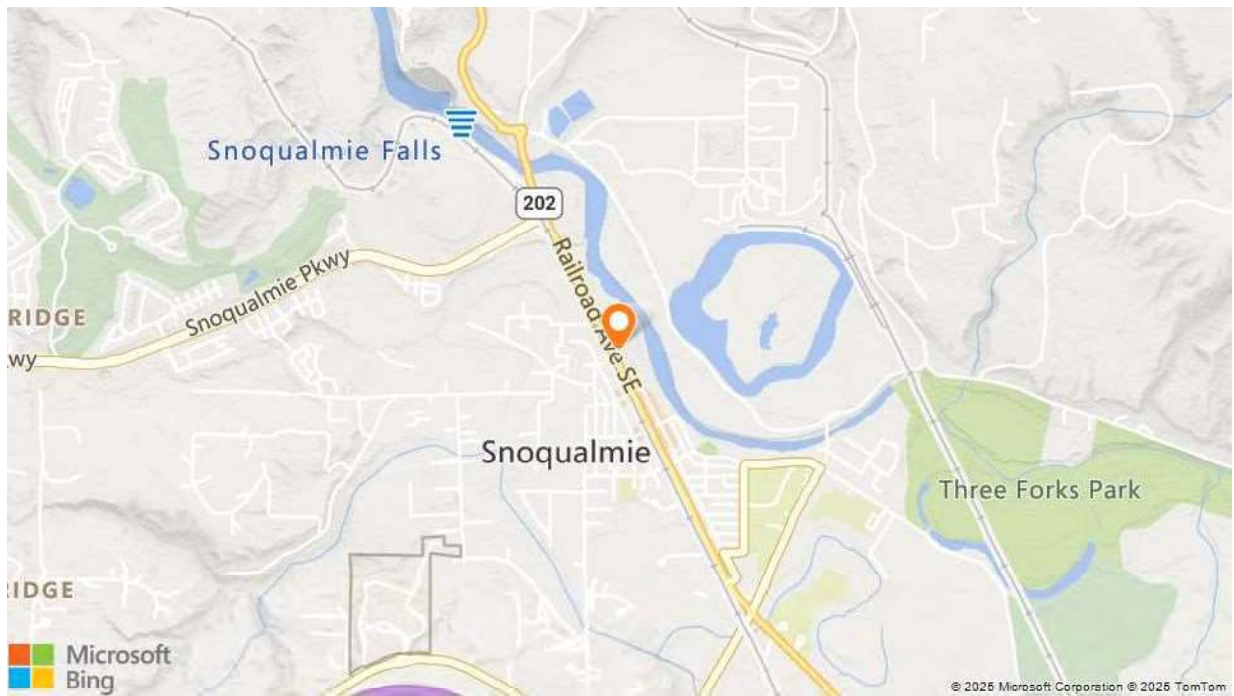 Snoqualmie Falls
202
Railroad Ave SE
Snoqualmie Pkwy
RIDGE
wy
Snoqualmie
Three Forks Park
RIDGE
Microsoft
Bing
© 2025 Microsoft Corporation © 2025 TomTom